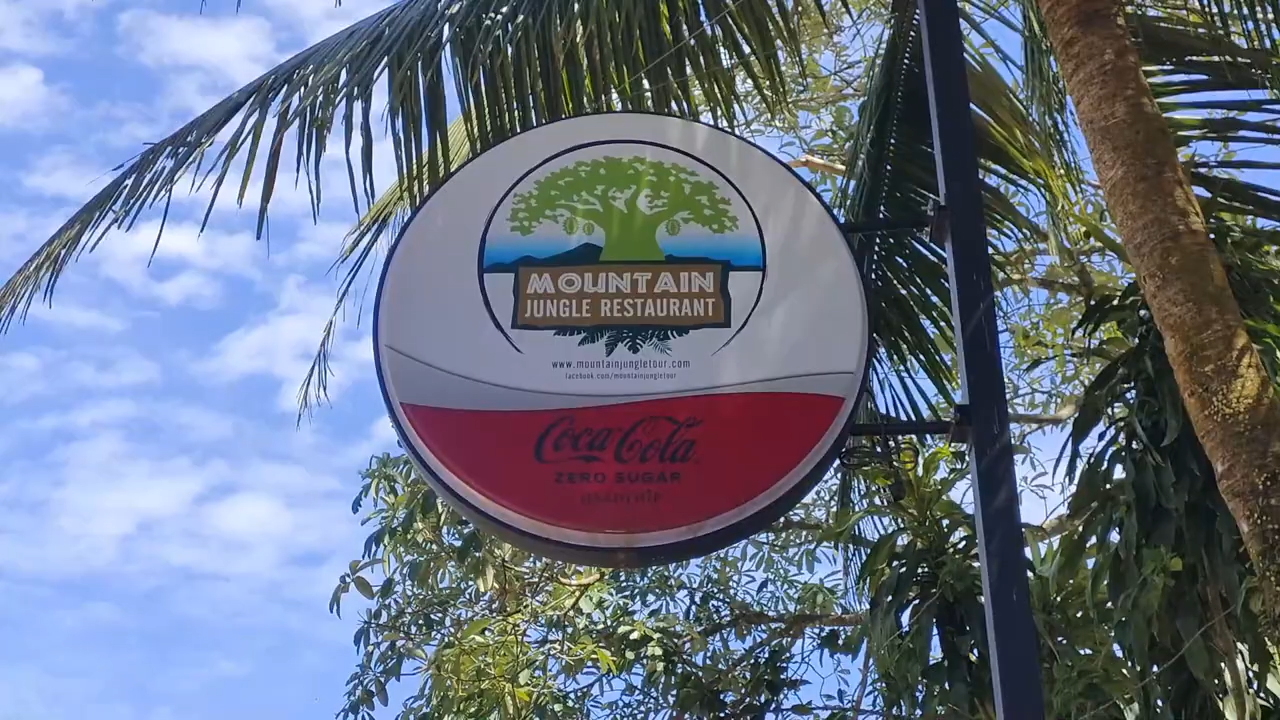 MOUNTAIN
JUNGLE RESTAURANT
www.mountainjungletour.com
facebook.com/mountainjungletour
Coca-Cola
ZERO SUGAR